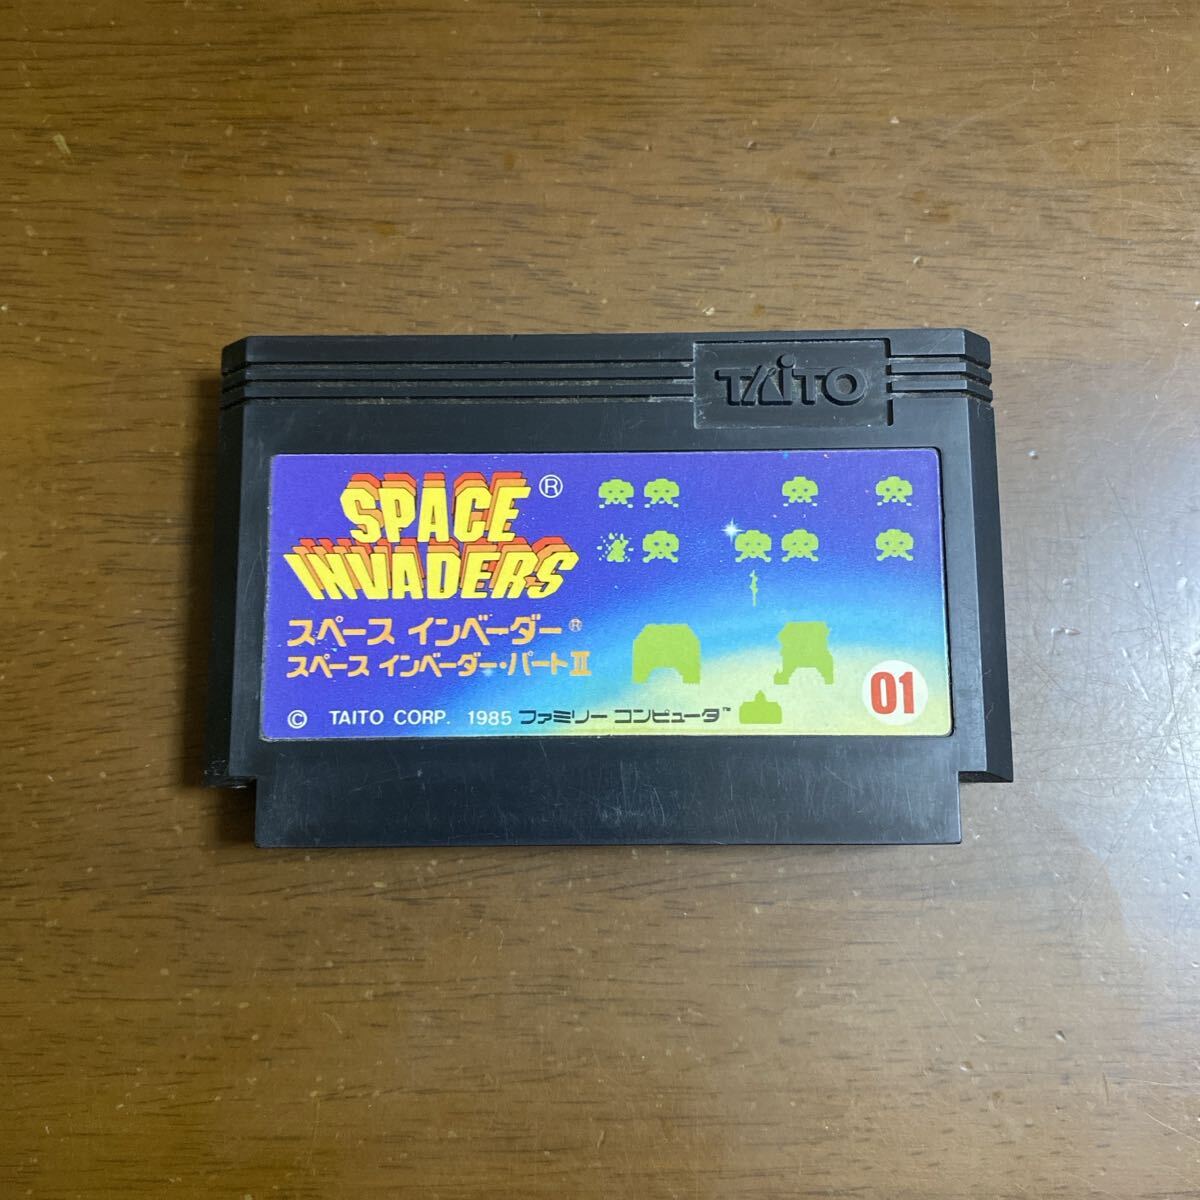 TAITO
SPACE ®
INVADERS
スペース インベーダー®
スペース インベーダー・パートII
© TAITO CORP. 1985 ファミリー コンピュータ™
01